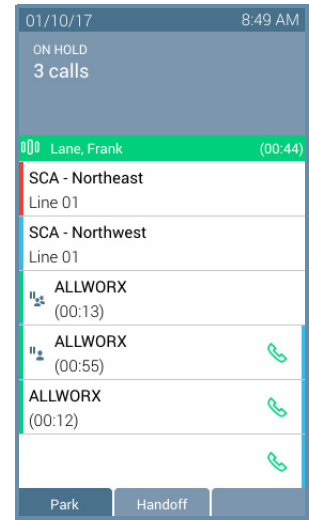 01/10/17 8:49 AM
ON HOLD
3 calls
Lane, Frank (00:44)
SCA - Northeast
Line 01
SCA - Northwest
Line 01
ALLWORX
(00:13)
ALLWORX
(00:55)
ALLWORX
(00:12)
Park Handoff